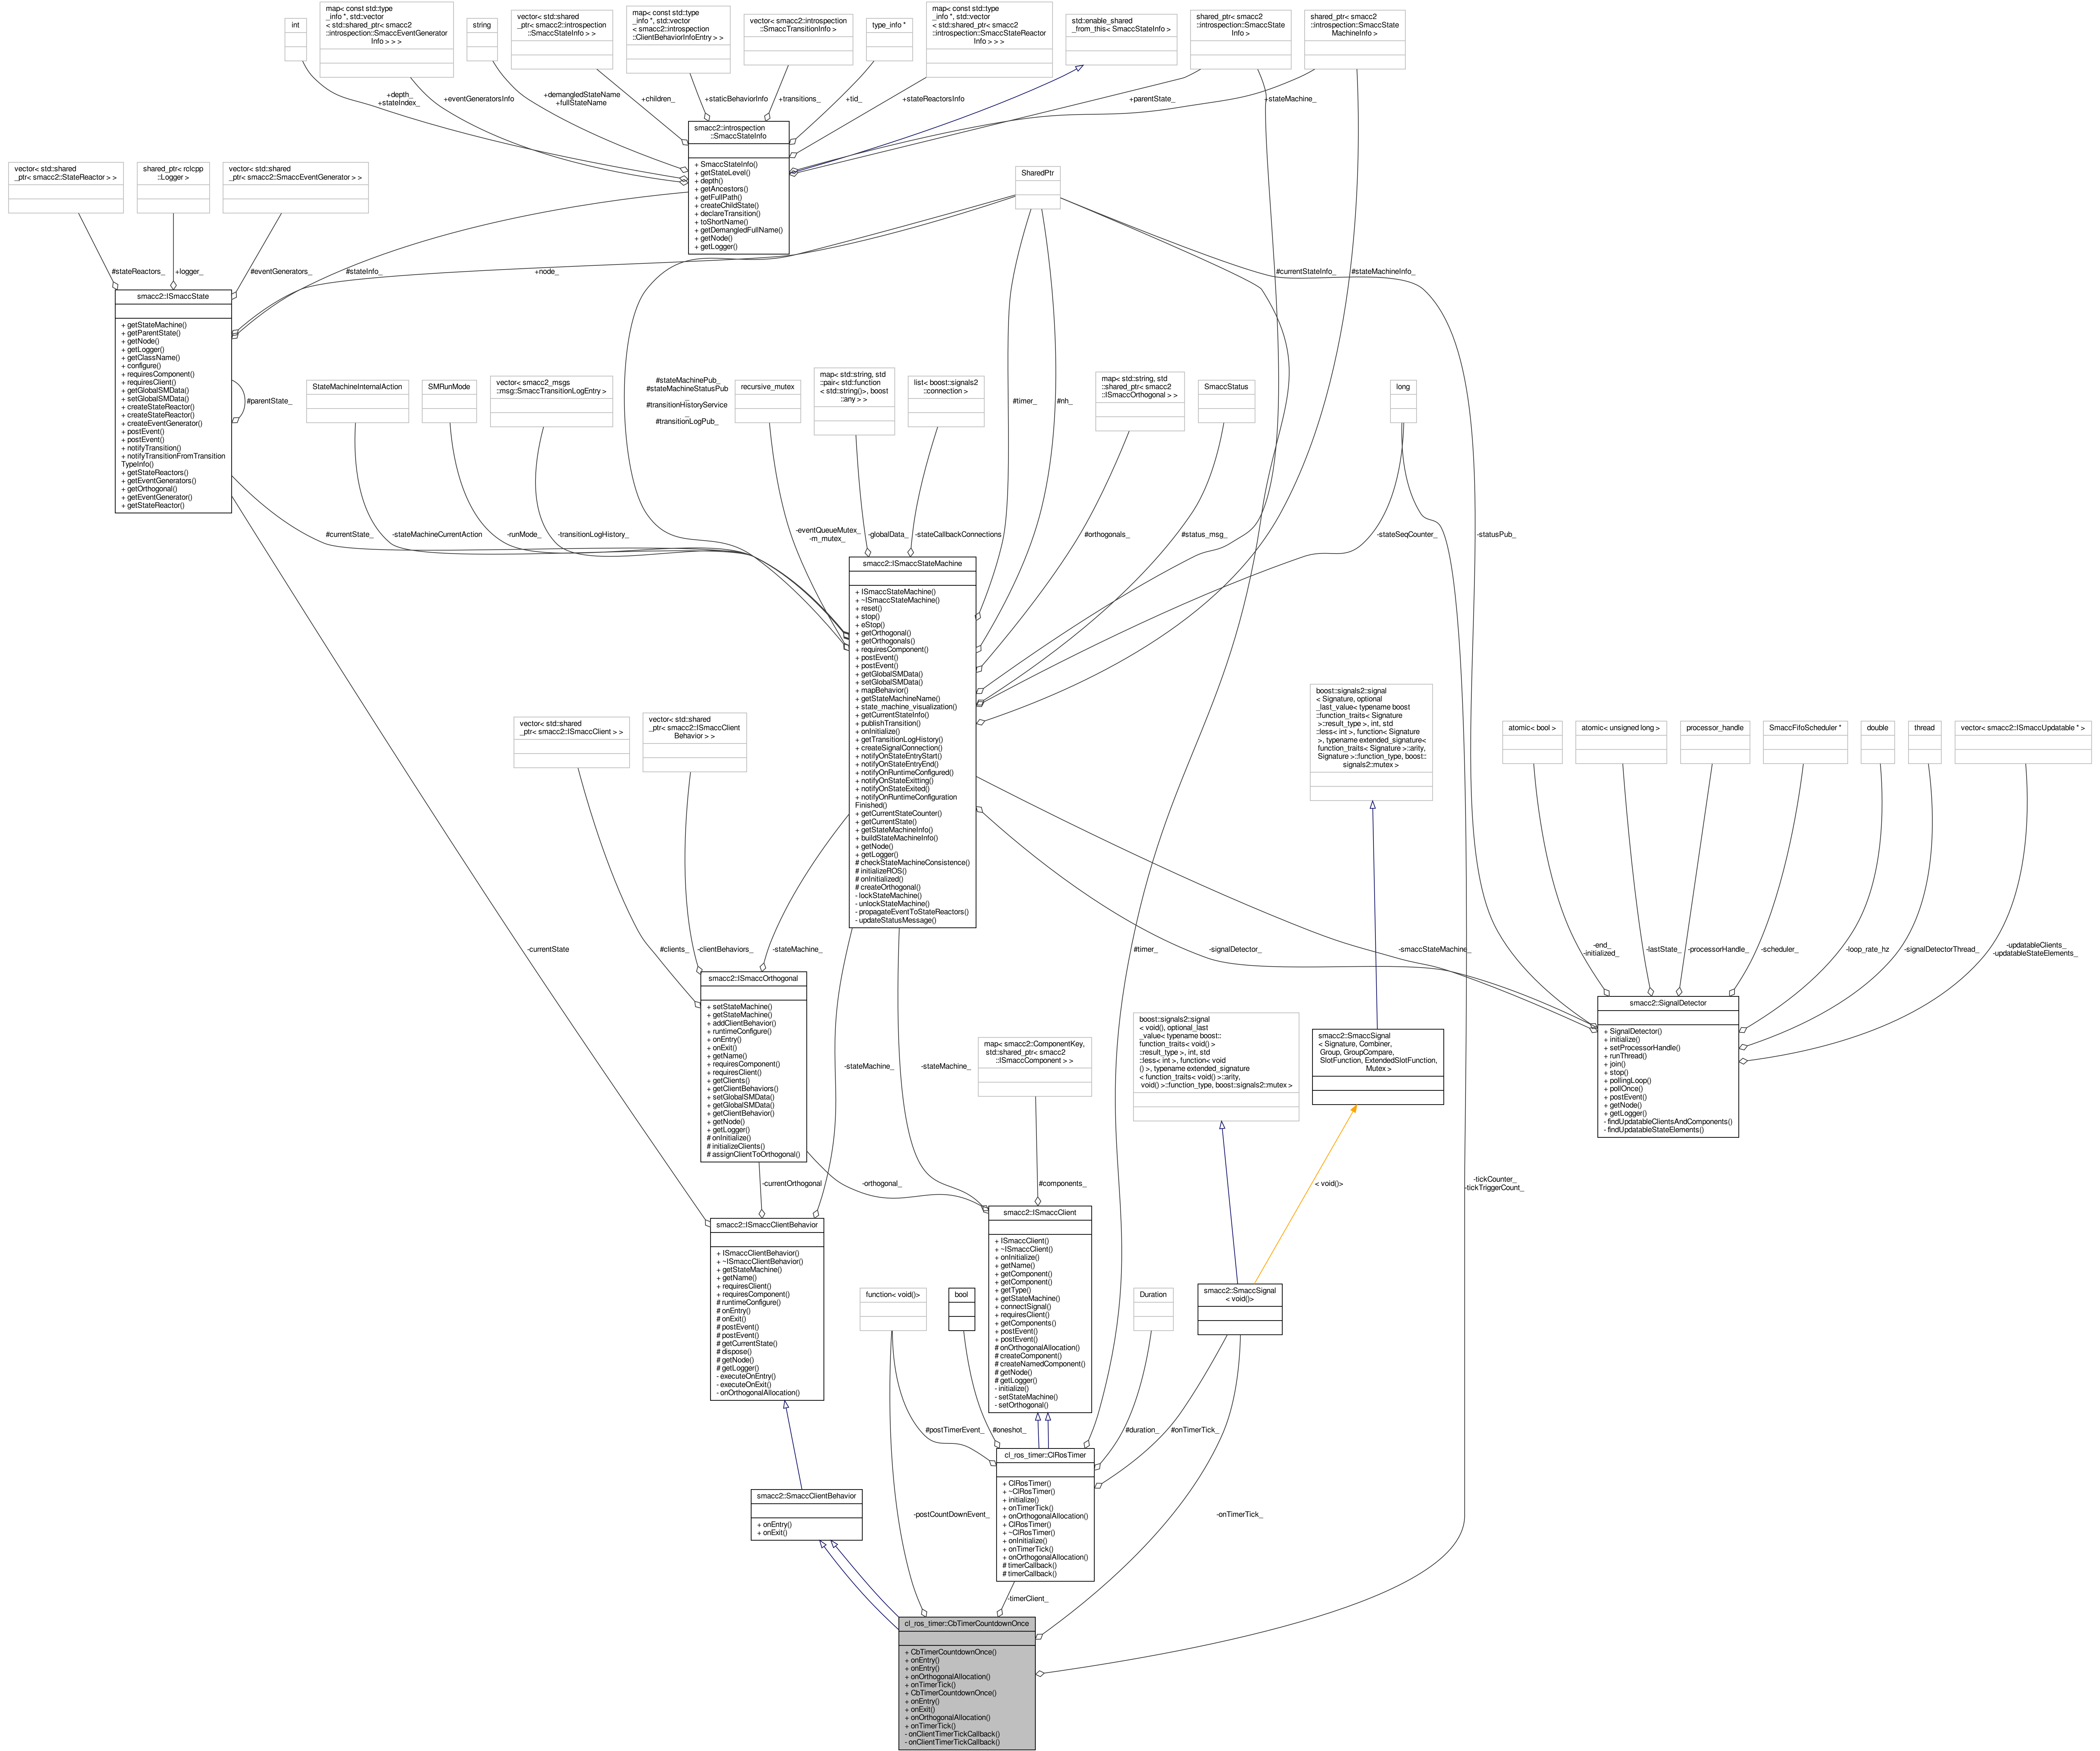 int
map< const std::type
_info *, std::vector
< std::shared_ptr< smacc2
::introspection::SmaccEventGenerator
Info > > >
string
vector< std::shared
_ptr< smacc2::introspection
::SmaccStateInfo > >
map< const std::type
_info *, std::vector
< smacc2::introspection
::ClientBehaviorInfoEntry > >
vector< smacc2::introspection
::SmaccTransitionInfo >
type_info *
map< const std::type
_info *, std::vector
< std::shared_ptr< smacc2
::introspection::SmaccStateReactor
Info > > >
std::enable_shared
_from_this< SmaccStateInfo >
shared_ptr< smacc2
::introspection::SmaccState
Info >
shared_ptr< smacc2
::introspection::SmaccState
MachineInfo >
+depth_
+stateIndex_
+eventGeneratorsInfo
+demangledStateName
+fullStateName
+children_
+staticBehaviorInfo
+transitions_
+tid_
+stateReactorsInfo
+parentState_
+stateMachine_
smacc2::introspection
::SmaccStateInfo
+ SmaccStateInfo()
+ getStateLevel()
+ depth()
+ getAncestors()
+ getFullPath()
+ createChildState()
+ declareTransition()
+ toShortName()
+ getDemangledFullName()
+ getNode()
+ getLogger()
vector< std::shared
_ptr< smacc2::StateReactor > >
shared_ptr< rclcpp
::Logger >
vector< std::shared
_ptr< smacc2::SmaccEventGenerator > >
SharedPtr
#stateReactors_
+logger_
#eventGenerators_
#stateInfo_
+node_
#currentStateInfo_
#stateMachineInfo_
smacc2::ISmaccState
+ getStateMachine()
+ getParentState()
+ getNode()
+ getLogger()
+ getClassName()
+ configure()
+ requiresComponent()
+ requiresClient()
+ getGlobalSMData()
+ setGlobalSMData()
+ createStateReactor()
+ createStateReactor()
+ createEventGenerator()
+ postEvent()
+ postEvent()
+ notifyTransition()
+ notifyTransitionFromTransition
TypeInfo()
+ getStateReactors()
+ getEventGenerators()
+ getOrthogonal()
+ getEventGenerator()
+ getStateReactor()
#parentState_
StateMachineInternalAction
SMRunMode
vector< smacc2_msgs
::msg::SmaccTransitionLogEntry >
#stateMachinePub_
#stateMachineStatusPub
_
#transitionHistoryService
_
#transitionLogPub_
recursive_mutex
map< std::string, std
::pair< std::function
< std::string()>, boost
::any > >
list< boost::signals2
::connection >
#timer_
#nh_
map< std::string, std
::shared_ptr< smacc2
::ISmaccOrthogonal > >
SmaccStatus
long
#currentState_
-stateMachineCurrentAction
-runMode_
-transitionLogHistory_
-eventQueueMutex_
-m_mutex_
-globalData_
-stateCallbackConnections
#orthogonals_
#status_msg_
-stateSeqCounter_
-statusPub_
smacc2::ISmaccStateMachine
+ ISmaccStateMachine()
+ ~ISmaccStateMachine()
+ reset()
+ stop()
+ eStop()
+ getOrthogonal()
+ getOrthogonals()
+ requiresComponent()
+ postEvent()
+ postEvent()
+ getGlobalSMData()
+ setGlobalSMData()
+ mapBehavior()
+ getStateMachineName()
+ state_machine_visualization()
+ getCurrentStateInfo()
+ publishTransition()
+ onInitialize()
+ getTransitionLogHistory()
+ createSignalConnection()
+ notifyOnStateEntryStart()
+ notifyOnStateEntryEnd()
+ notifyOnRuntimeConfigured()
+ notifyOnStateExitting()
+ notifyOnStateExited()
+ notifyOnRuntimeConfiguration
Finished()
+ getCurrentStateCounter()
+ getCurrentState()
+ getStateMachineInfo()
+ buildStateMachineInfo()
+ getNode()
+ getLogger()
# checkStateMachineConsistence()
# initializeROS()
# onInitialized()
# createOrthogonal()
- lockStateMachine()
- unlockStateMachine()
- propagateEventToStateReactors()
- updateStatusMessage()
boost::signals2::signal
< Signature, optional
_last_value< typename boost
::function_traits< Signature
>::result_type >, int, std
::less< int >, function< Signature
>, typename extended_signature<
function_traits< Signature >::arity,
Signature >::function_type, boost::
signals2::mutex >
vector< std::shared
_ptr< smacc2::ISmaccClient > >
vector< std::shared
_ptr< smacc2::ISmaccClient
Behavior > >
atomic< bool >
atomic< unsigned long >
processor_handle
SmaccFifoScheduler *
double
thread
vector< smacc2::ISmaccUpdatable * >
-currentState
#clients_
-clientBehaviors_
-stateMachine_
-signalDetector_
#timer_
-smaccStateMachine_
-end_
-initialized_
-lastState_
-processorHandle_
-scheduler_
-loop_rate_hz
-signalDetectorThread_
-updatableClients_
-updatableStateElements_
smacc2::ISmaccOrthogonal
+ setStateMachine()
+ getStateMachine()
+ addClientBehavior()
+ runtimeConfigure()
+ onEntry()
+ onExit()
+ getName()
+ requiresComponent()
+ requiresClient()
+ getClients()
+ getClientBehaviors()
+ setGlobalSMData()
+ getGlobalSMData()
+ getClientBehavior()
+ getNode()
+ getLogger()
# onInitialize()
# initializeClients()
# assignClientToOrthogonal()
smacc2::SignalDetector
+ SignalDetector()
+ initialize()
+ setProcessorHandle()
+ runThread()
+ join()
+ stop()
+ pollingLoop()
+ pollOnce()
+ postEvent()
+ getNode()
+ getLogger()
- findUpdatableClientsAndComponents()
- findUpdatableStateElements()
-stateMachine_
-stateMachine_
map< smacc2::ComponentKey,
std::shared_ptr< smacc2
::ISmaccComponent > >
boost::signals2::signal
< void(), optional_last
_value< typename boost::
function_traits< void() >
::result_type >, int, std
::less< int >, function< void
() >, typename extended_signature
< function_traits< void() >::arity,
void() >::function_type, boost::signals2::mutex >
smacc2::SmaccSignal
< Signature, Combiner,
Group, GroupCompare,
SlotFunction, ExtendedSlotFunction,
Mutex >
-currentOrthogonal
-orthogonal_
#components_
< void()>
-tickCounter_
-tickTriggerCount_
smacc2::ISmaccClientBehavior
+ ISmaccClientBehavior()
+ ~ISmaccClientBehavior()
+ getStateMachine()
+ getName()
+ requiresClient()
+ requiresComponent()
# runtimeConfigure()
# onEntry()
# onExit()
# postEvent()
# postEvent()
# getCurrentState()
# dispose()
# getNode()
# getLogger()
- executeOnEntry()
- executeOnExit()
- onOrthogonalAllocation()
smacc2::ISmaccClient
+ ISmaccClient()
+ ~ISmaccClient()
+ onInitialize()
+ getName()
+ getComponent()
+ getComponent()
+ getType()
+ getStateMachine()
+ connectSignal()
+ requiresClient()
+ getComponents()
+ postEvent()
+ postEvent()
# onOrthogonalAllocation()
# createComponent()
# createNamedComponent()
# getNode()
# getLogger()
- initialize()
- setStateMachine()
- setOrthogonal()
function< void()>
bool
Duration
smacc2::SmaccSignal
< void()>
#postTimerEvent_
#oneshot_
#duration_
#onTimerTick_
cl_ros_timer::ClRosTimer
+ ClRosTimer()
+ ~ClRosTimer()
+ initialize()
+ onTimerTick()
+ onOrthogonalAllocation()
+ ClRosTimer()
+ ~ClRosTimer()
+ onInitialize()
+ onTimerTick()
+ onOrthogonalAllocation()
# timerCallback()
# timerCallback()
smacc2::SmaccClientBehavior
+ onEntry()
+ onExit()
-postCountDownEvent_
-onTimerTick_
-timerClient_
cl_ros_timer::CbTimerCountdownOnce
+ CbTimerCountdownOnce()
+ onEntry()
+ onEntry()
+ onOrthogonalAllocation()
+ onTimerTick()
+ CbTimerCountdownOnce()
+ onEntry()
+ onExit()
+ onOrthogonalAllocation()
+ onTimerTick()
- onClientTimerTickCallback()
- onClientTimerTickCallback()